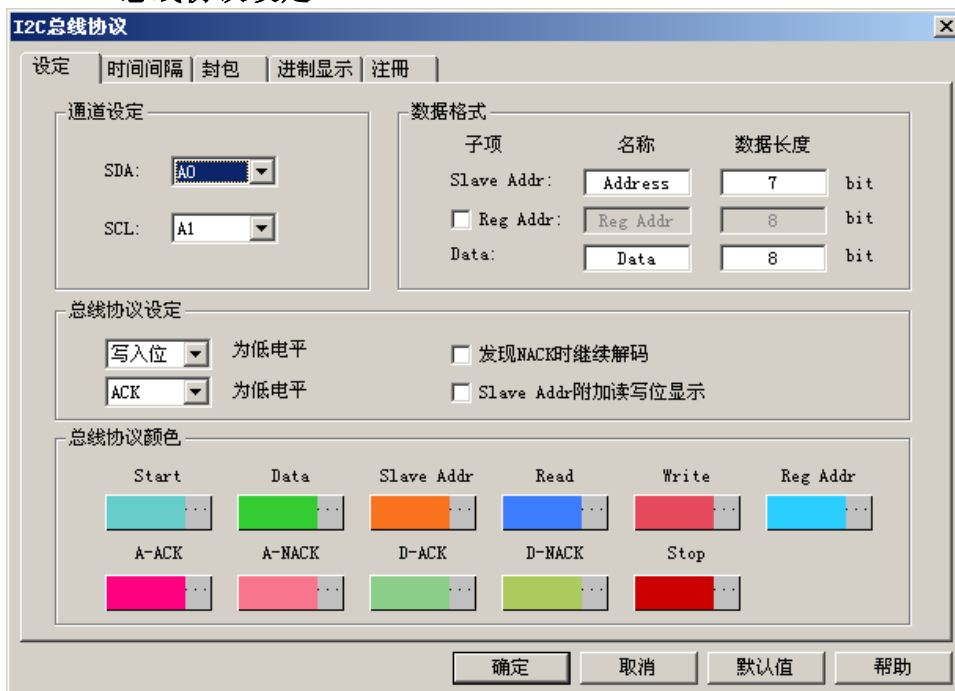 I2C总线协议
设定 时间间隔 封包 进制显示 注冊
通道设定
SDA: A0
SCL: A1
数据格式
子项 名称 数据长度
Slave Addr: Address 7 bit
Reg Addr: Reg Addr 8 bit
Data: Data 8 bit
总线协议设定
写入位 为低电平 发现NACK时继续解码
ACK 为低电平 Slave Addr附加读写位显示
总线协议颜色
Start Data Slave Addr Read Write Reg Addr
... ... ... ... ... ...
A-ACK A-NACK D-ACK D-NACK Stop
... ... ... ... ...
确定 取消 默认值 帮助